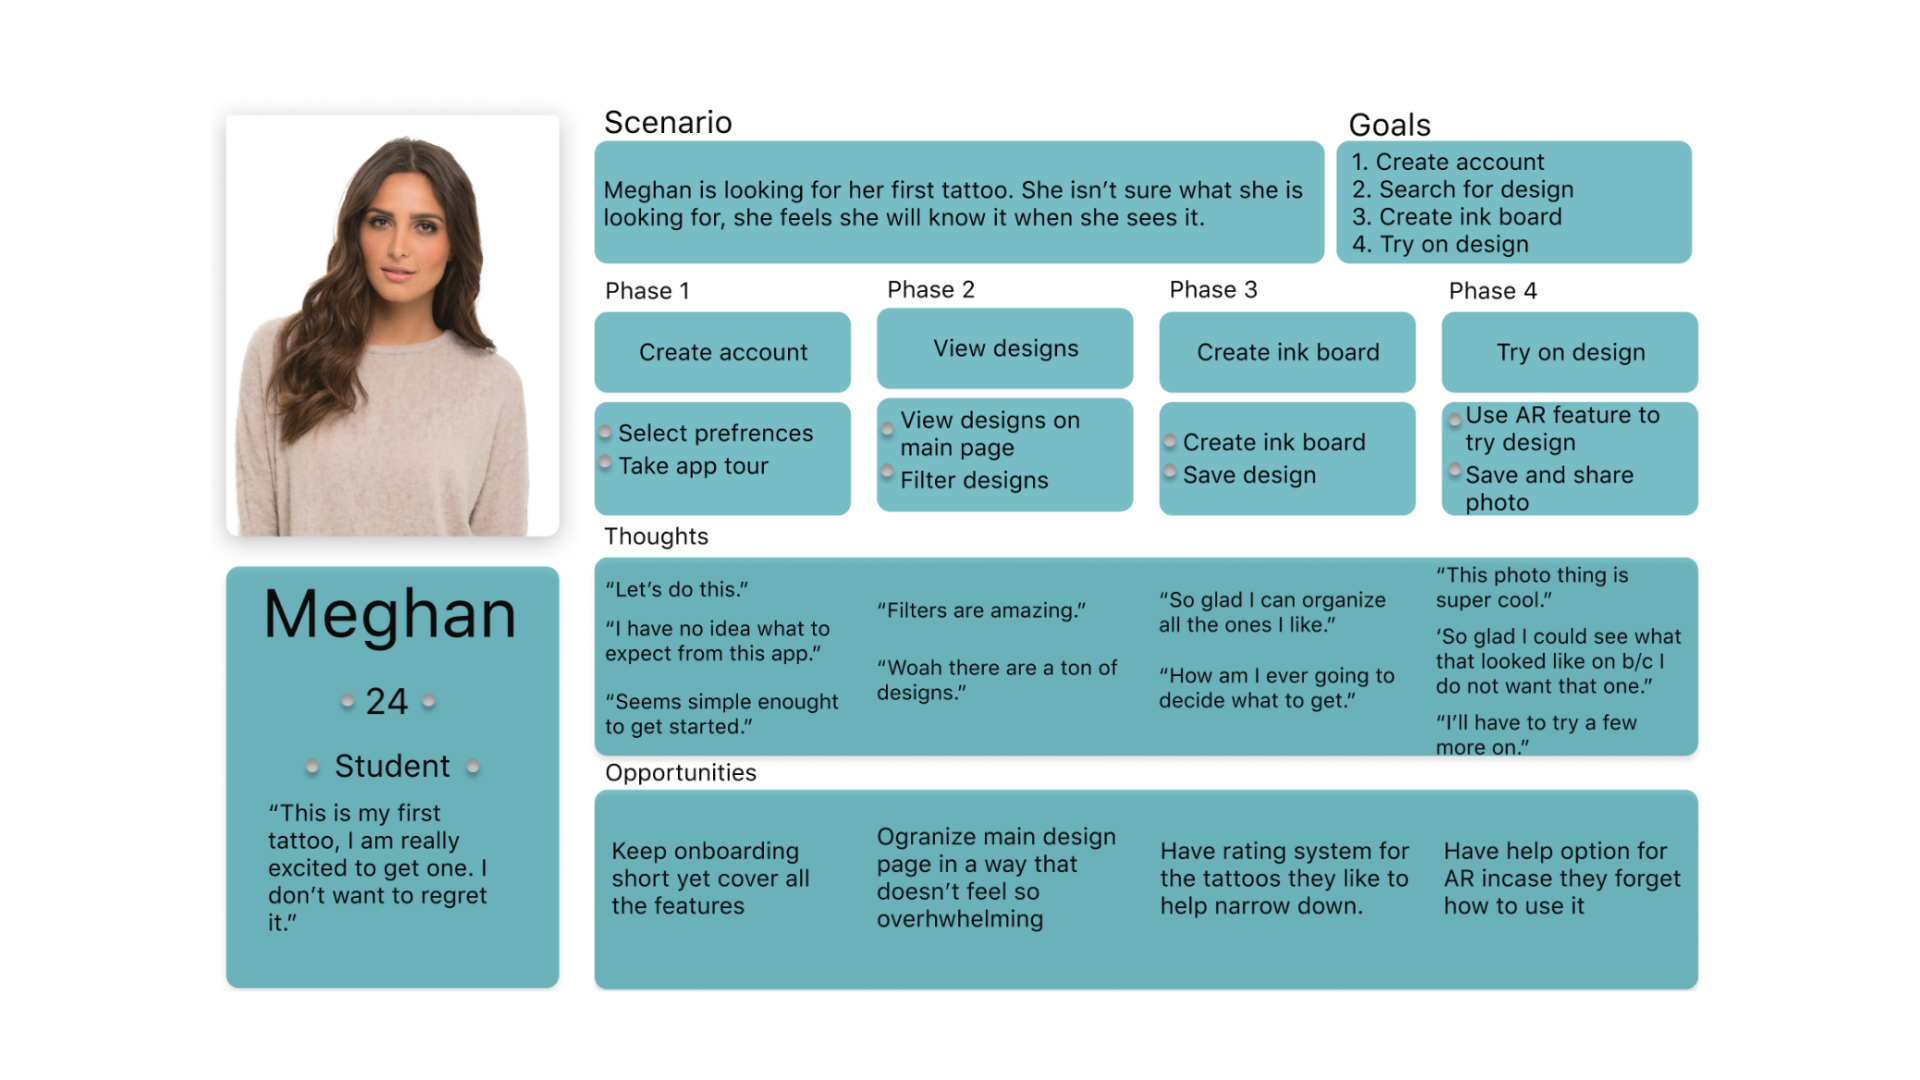 Scenario
Meghan is looking for her first tattoo. She isn’t sure what she is
looking for, she feels she will know it when she sees it.
Goals
1. Create account
2. Search for design
3. Create ink board
4. Try on design
Phase 1
Create account
Select prefrences
Take app tour
Phase 2
View designs
View designs on
main page
Filter designs
Phase 3
Create ink board
Create ink board
Save design
Phase 4
Try on design
Use AR feature to
try design
Save and share
photo
Thoughts
“Let’s do this.”
“I have no idea what to
expect from this app.”
“Seems simple enought
to get started.”
“Filters are amazing.”
“Woah there are a ton of
designs.”
“So glad I can organize
all the ones I like.”
“How am I ever going to
decide what to get.”
“This photo thing is
super cool.”
‘So glad I could see what
that looked like on b/c I
do not want that one.”
“I’ll have to try a few
more on.”
Opportunities
Keep onboarding
short yet cover all
the features
Ogranize main design
page in a way that
doesn’t feel so
overhwhelming
Have rating system for
the tattoos they like to
help narrow down.
Have help option for
AR incase they forget
how to use it
Meghan
24
Student
“This is my first
tattoo, I am really
excited to get one. I
don’t want to regret
it.”